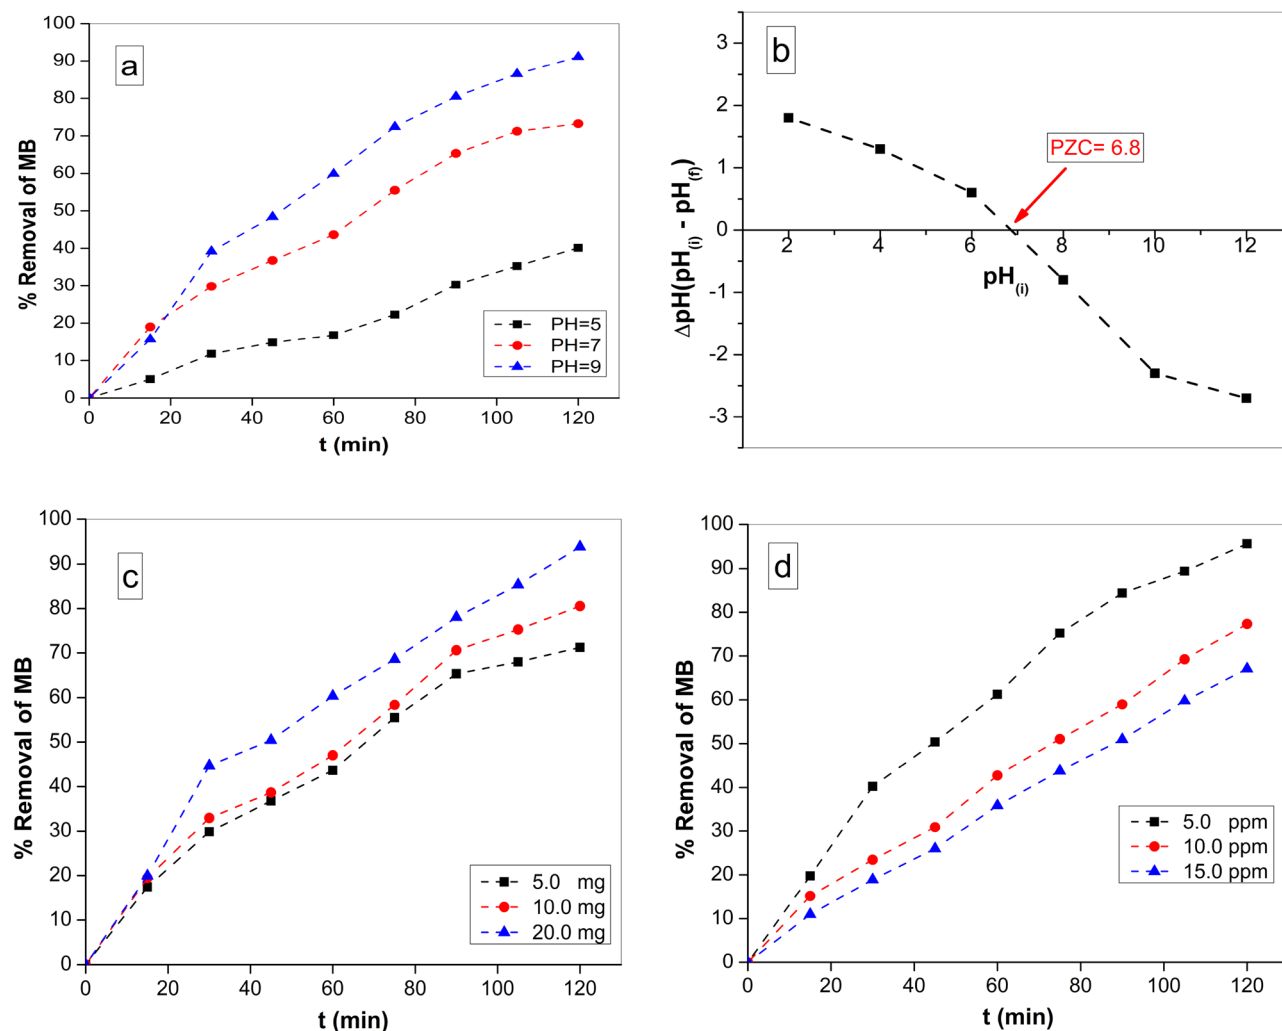 a
100
90
80
70
60
50
40
30
20
10
0
% Removal of MB
0 20 40 60 80 100 120
t (min)
PH=5
PH=7
PH=9
b
3
2
1
0
-1
-2
-3
ΔpH(pH(i) - pH(f))
PZC= 6.8
2 4 6 8 10 12
pH(i)
c
100
90
80
70
60
50
40
30
20
10
0
% Removal of MB
0 20 40 60 80 100 120
t (min)
5.0 mg
10.0 mg
20.0 mg
d
100
90
80
70
60
50
40
30
20
10
0
% Removal of MB
0 20 40 60 80 100 120
t (min)
5.0 ppm
10.0 ppm
15.0 ppm